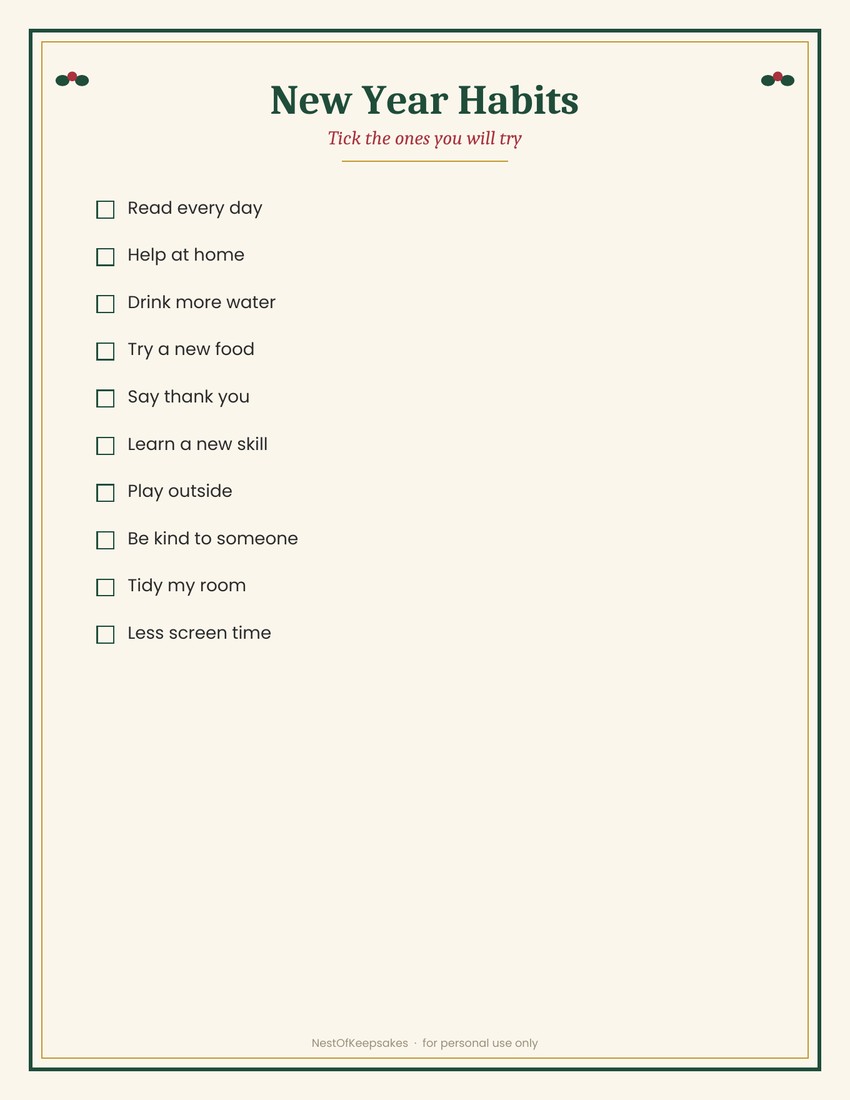 New Year Habits
Tick the ones you will try
Read every day
Help at home
Drink more water
Try a new food
Say thank you
Learn a new skill
Play outside
Be kind to someone
Tidy my room
Less screen time
NestOfKeepsakes · for personal use only